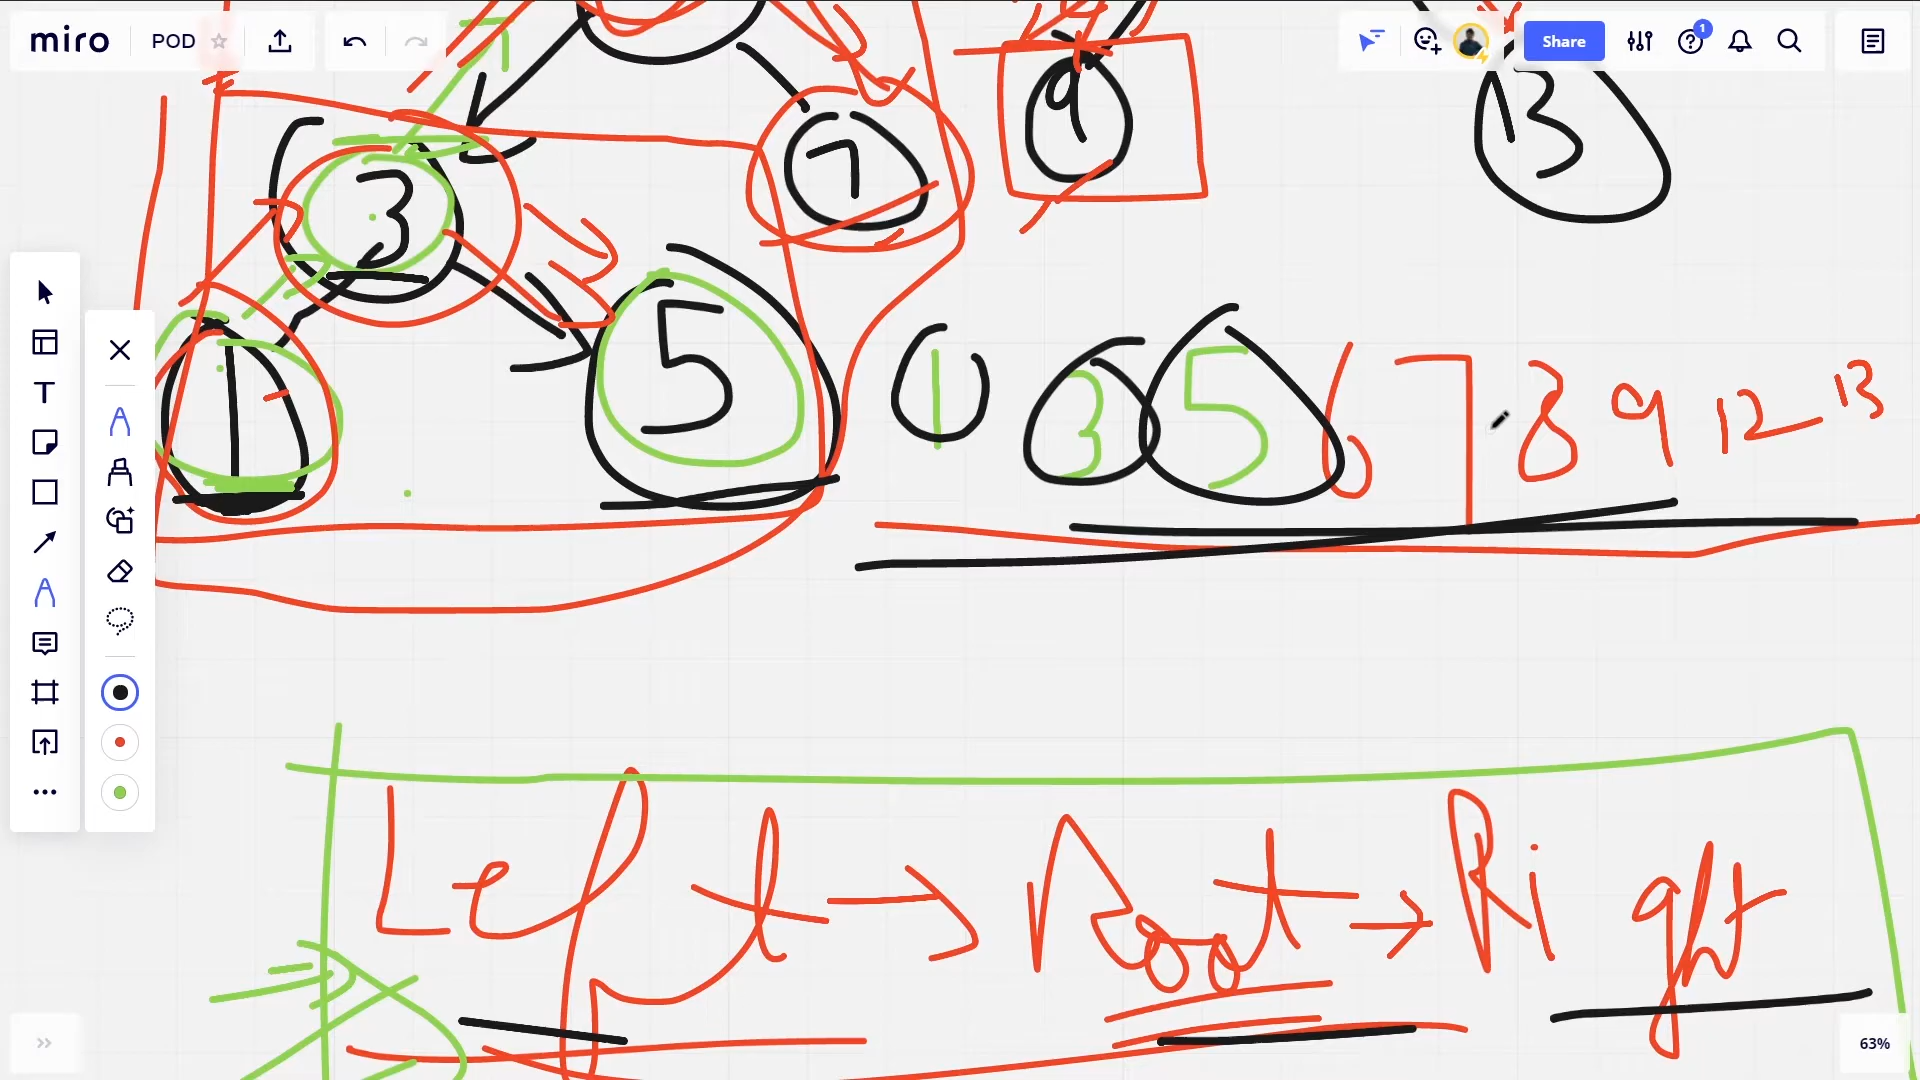 miro POD
Share 1
9
13
3
7
5
1
1 3 5 6 7 8 9 12 13
Left → Root → Right
T
63%